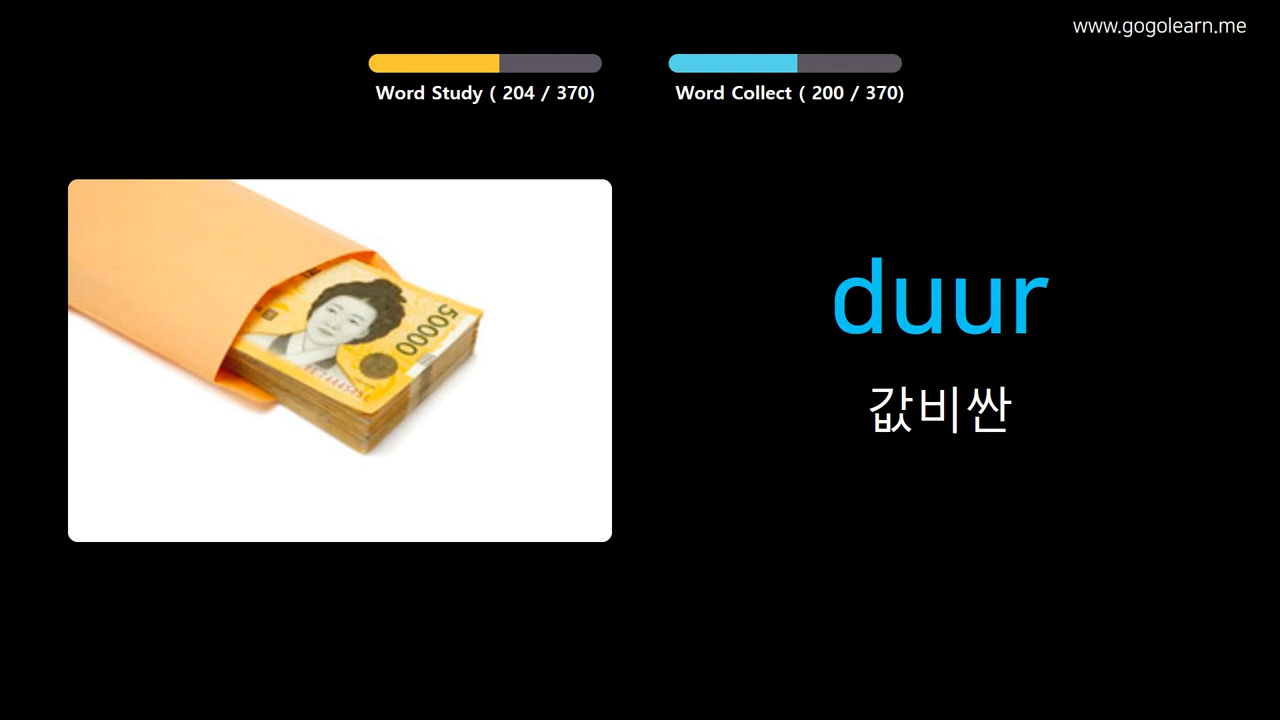 www.gogolearn.me
Word Study ( 204 / 370)
Word Collect ( 200 / 370)
50000
duur
값비싼